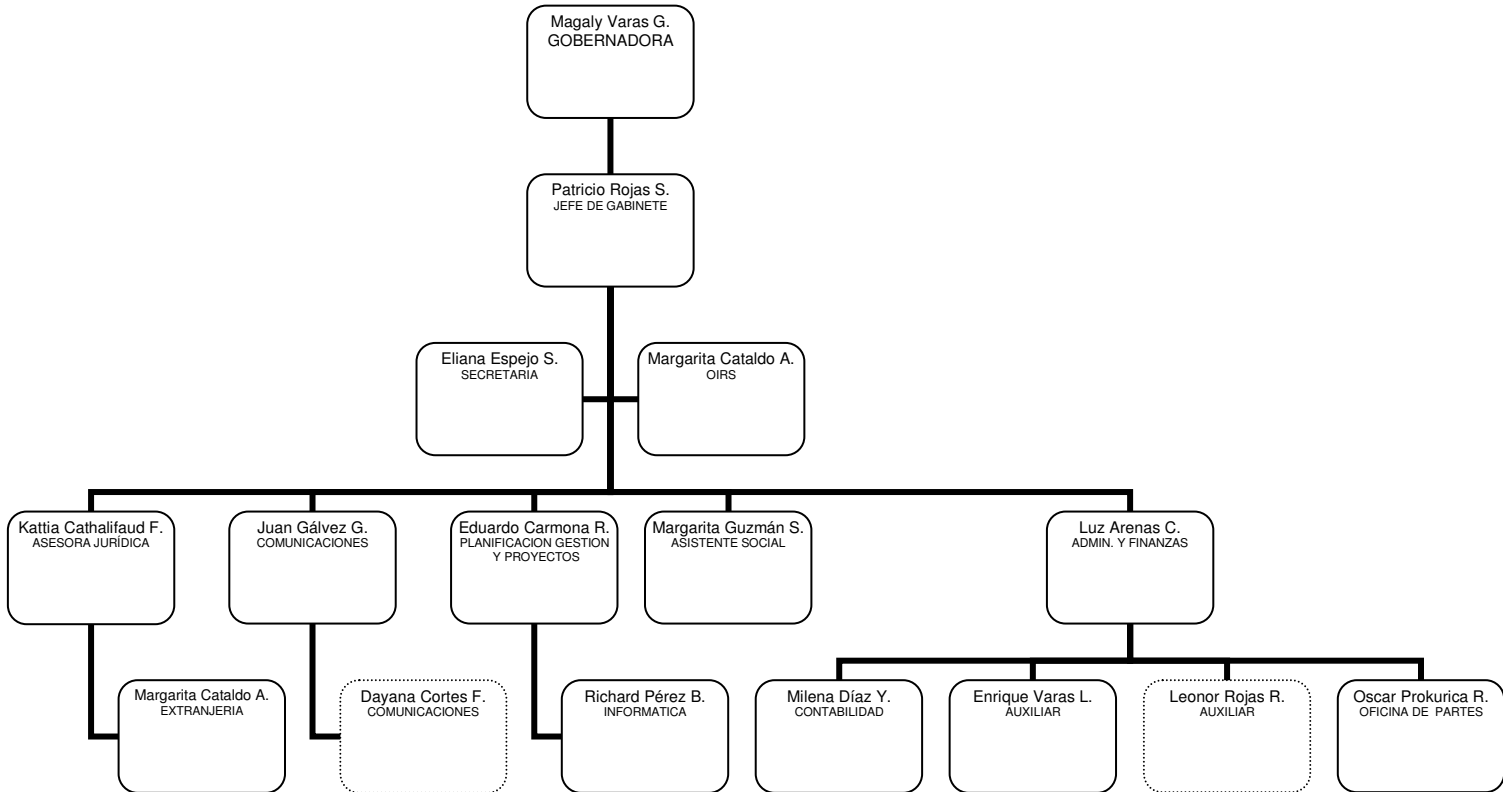 Magaly Varas G.
GOBERNADORA
Patricio Rojas S.
JEFE DE GABINETE
Eliana Espejo S.
SECRETARIA
Margarita Cataldo A.
OIRS
Kattia Cathalifaud F.
ASESORA JURÍDICA
Juan Gálvez G.
COMUNICACIONES
Eduardo Carmona R.
PLANIFICACION GESTION
Y PROYECTOS
Margarita Guzmán S.
ASISTENTE SOCIAL
Luz Arenas C.
ADMIN. Y FINANZAS
Margarita Cataldo A.
EXTRANJERIA
Dayana Cortes F.
COMUNICACIONES
Richard Pérez B.
INFORMATICA
Milena Díaz Y.
CONTABILIDAD
Enrique Varas L.
AUXILIAR
Leonor Rojas R.
AUXILIAR
Oscar Prokurica R.
OFICINA DE PARTES